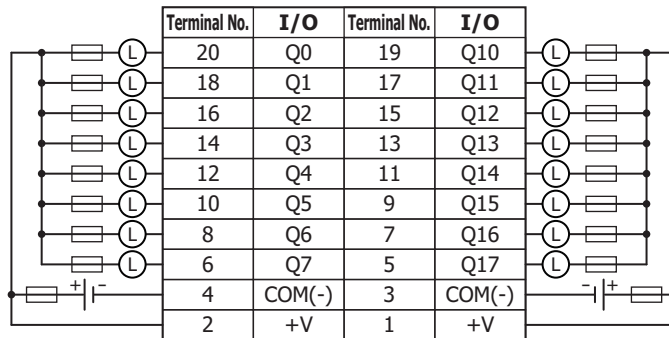 Terminal No. I/O Terminal No. I/O
L 20 Q0 19 Q10 L
L 18 Q1 17 Q11 L
L 16 Q2 15 Q12 L
L 14 Q3 13 Q13 L
L 12 Q4 11 Q14 L
L 10 Q5 9 Q15 L
L 8 Q6 7 Q16 L
L 6 Q7 5 Q17 L
+ - 4 COM(-) 3 COM(-) - +
2 +V 1 +V